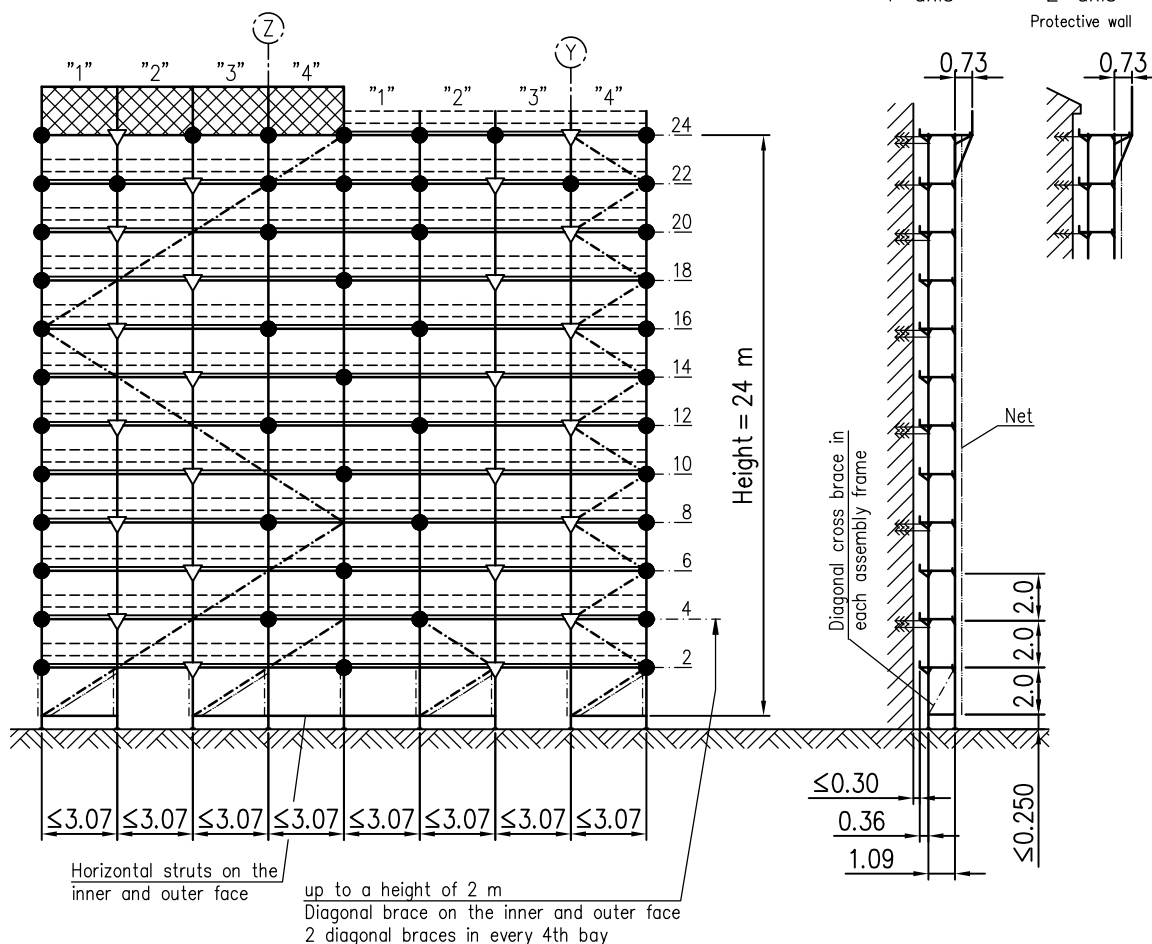 Protective wall
Z
Y
"1" "2" "3" "4"
"1" "2" "3" "4"
0.73
0.73
24
22
20
18
16
14
12
10
8
6
4
2
Height = 24 m
Net
Diagonal cross brace in
each assembly frame
2.0
2.0
2.0
≤0.250
≤0.30
0.36
1.09
≤3.07 ≤3.07 ≤3.07 ≤3.07 ≤3.07 ≤3.07 ≤3.07 ≤3.07
Horizontal struts on the
inner and outer face
up to a height of 2 m
Diagonal brace on the inner and outer face
2 diagonal braces in every 4th bay